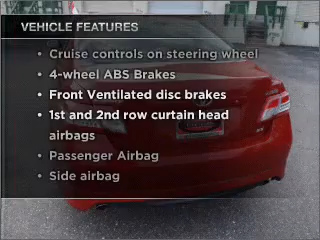 VEHICLE FEATURES
• Cruise controls on steering wheel
• 4-wheel ABS Brakes
• Front Ventilated disc brakes
• 1st and 2nd row curtain head
airbags
• Passenger Airbag
• Side airbag